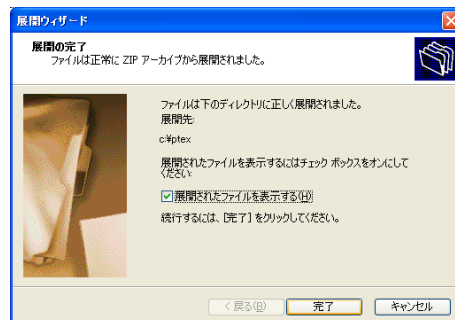 展開ウィザード
展開の完了
ファイルは正常に ZIP アーカイブから展開されました。
ファイルは下のディレクトリに正しく展開されました。
展開先:
c:¥ptex
展開されたファイルを表示するにはチェック ボックスをオンにして
ください:
展開されたファイルを表示する(H)
続行するには、[完了] をクリックしてください。
< 戻る(B)
完了
キャンセル